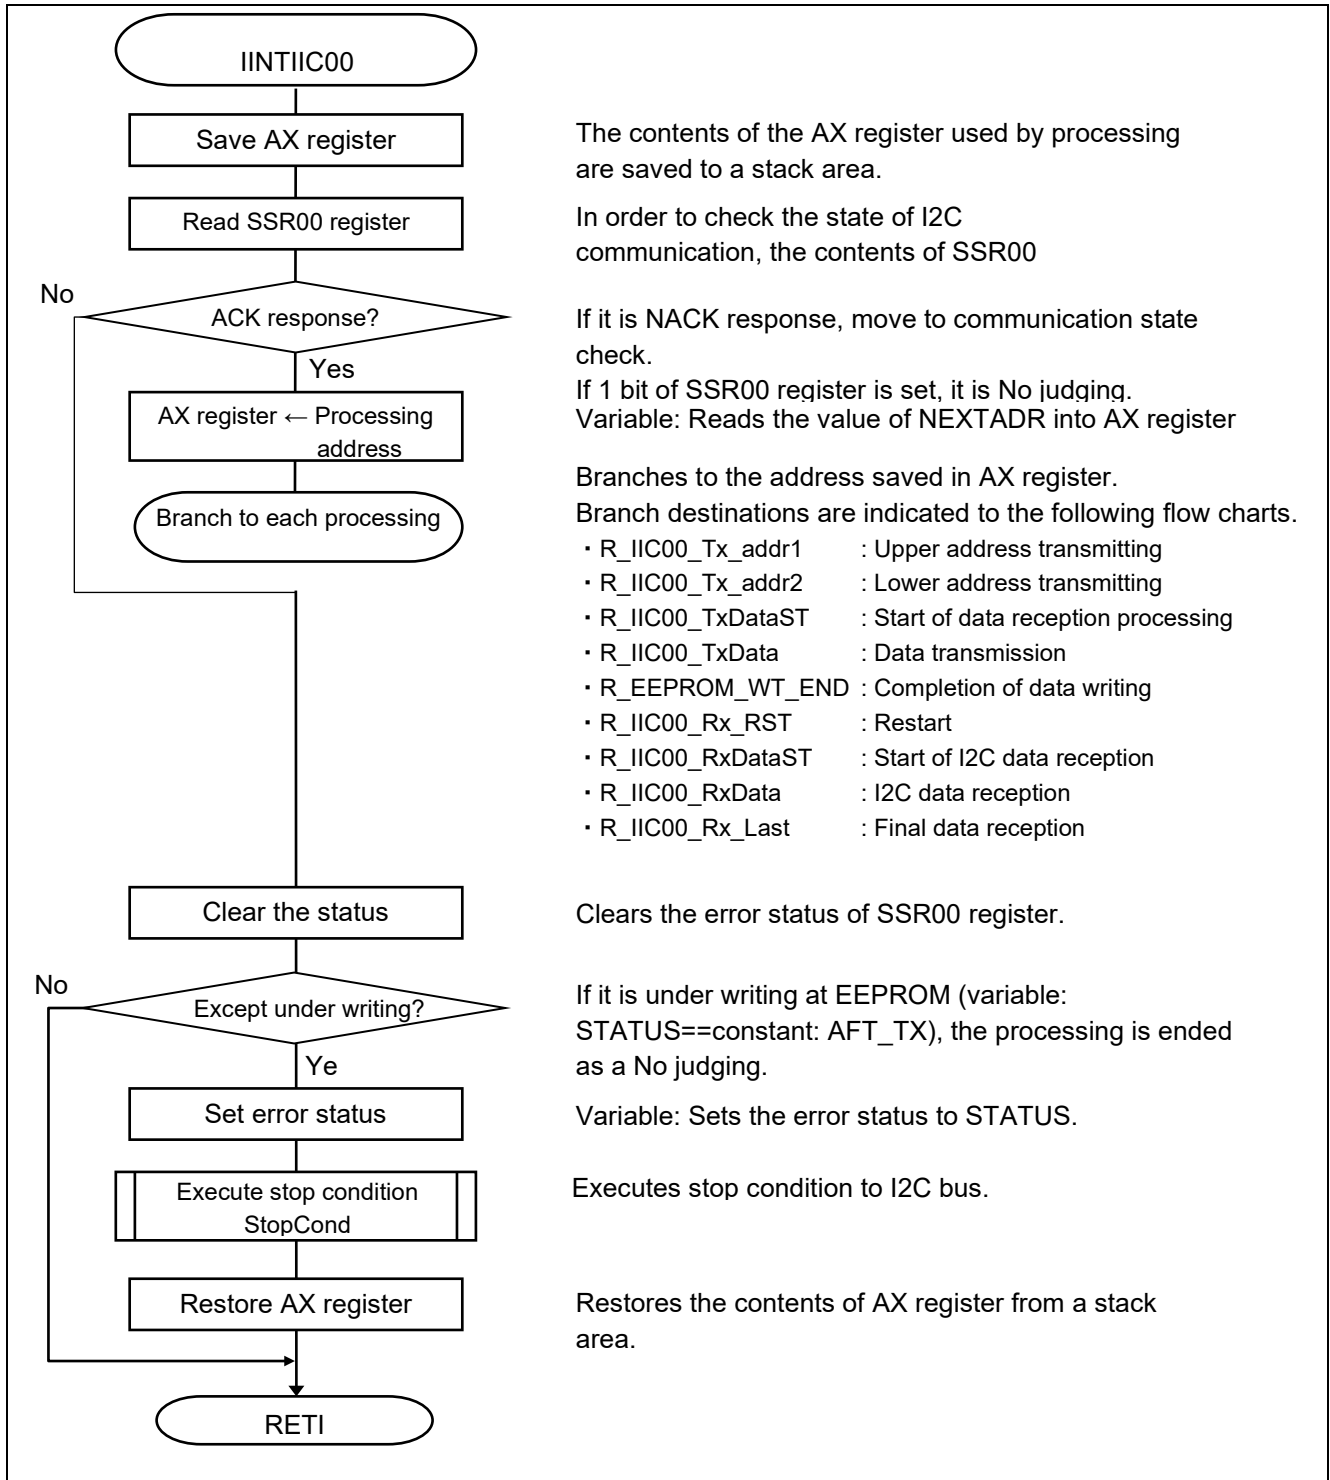 IINTIIC00
Save AX register
The contents of the AX register used by processing
are saved to a stack area.
Read SSR00 register
In order to check the state of I2C
communication, the contents of SSR00
No
ACK response?
Yes
If it is NACK response, move to communication state
check.
If 1 bit of SSR00 register is set, it is No judging.
AX register ← Processing
address
Variable: Reads the value of NEXTADR into AX register
Branch to each processing
Branches to the address saved in AX register.
Branch destinations are indicated to the following flow charts.
・R_IIC00_Tx_addr1 : Upper address transmitting
・R_IIC00_Tx_addr2 : Lower address transmitting
・R_IIC00_TxDataST : Start of data reception processing
・R_IIC00_TxData : Data transmission
・R_EEPROM_WT_END : Completion of data writing
・R_IIC00_Rx_RST : Restart
・R_IIC00_RxDataST : Start of I2C data reception
・R_IIC00_RxData : I2C data reception
・R_IIC00_Rx_Last : Final data reception
Clear the status
Clears the error status of SSR00 register.
No
Except under writing?
Ye
If it is under writing at EEPROM (variable:
STATUS==constant: AFT_TX), the processing is ended
as a No judging.
Set error status
Variable: Sets the error status to STATUS.
Execute stop condition
StopCond
Executes stop condition to I2C bus.
Restore AX register
Restores the contents of AX register from a stack
area.
RETI